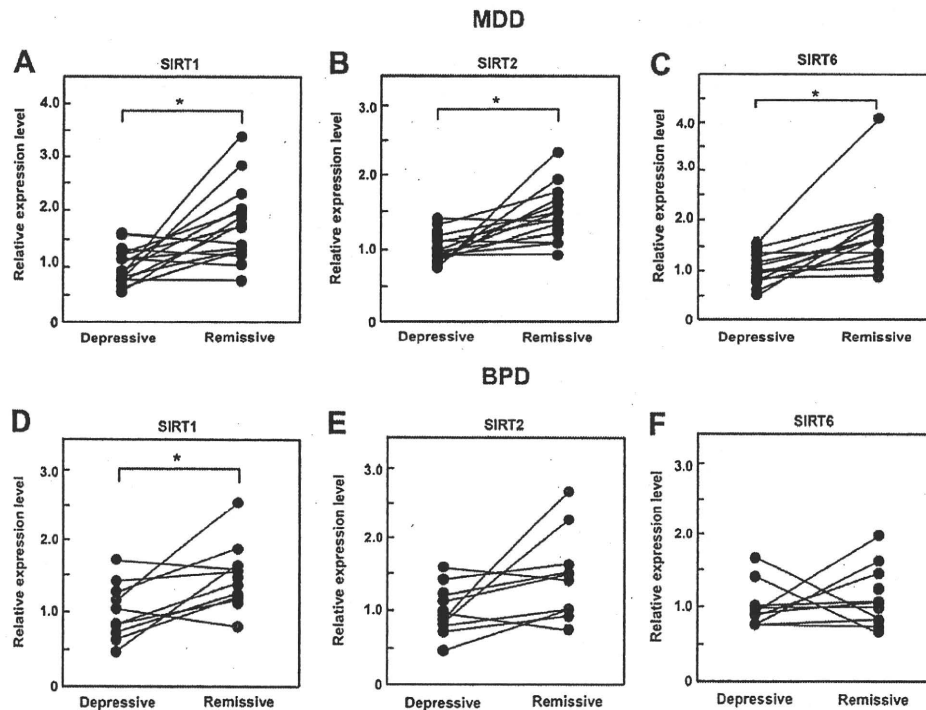 MDD
A
SIRT1
Relative expression level
4.0
3.0
2.0
1.0
0
*
Depressive
Remissive
B
SIRT2
Relative expression level
3.0
2.0
1.0
0
*
Depressive
Remissive
C
SIRT6
Relative expression level
4.0
3.0
2.0
1.0
0
*
Depressive
Remissive
BPD
D
SIRT1
Relative expression level
3.0
2.0
1.0
0
*
Depressive
Remissive
E
SIRT2
Relative expression level
3.0
2.0
1.0
0
Depressive
Remissive
F
SIRT6
Relative expression level
3.0
2.0
1.0
0
Depressive
Remissive